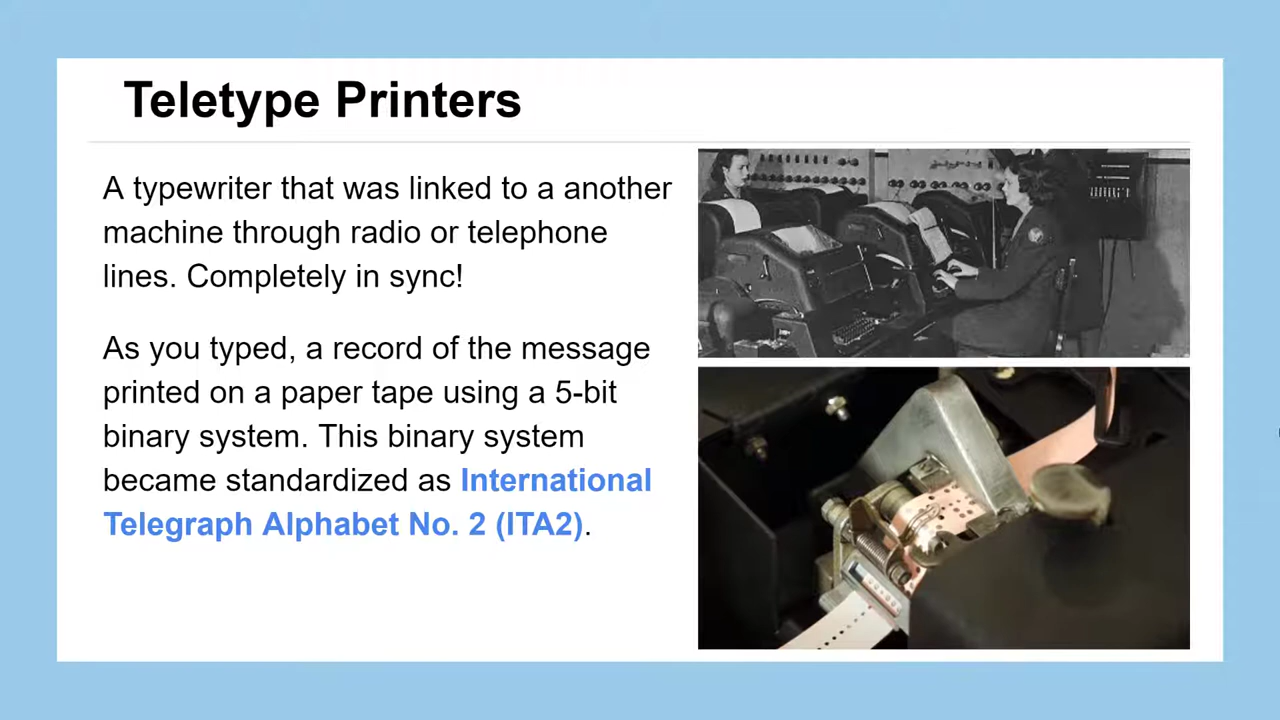 Teletype Printers
A typewriter that was linked to a another
machine through radio or telephone
lines. Completely in sync!
As you typed, a record of the message
printed on a paper tape using a 5-bit
binary system. This binary system
became standardized as International
Telegraph Alphabet No. 2 (ITA2).